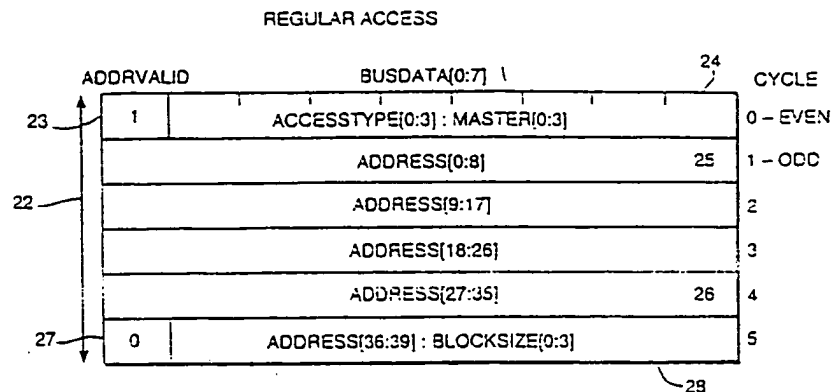 REGULAR ACCESS
24
ADDRVALID BUSDATA[0:7] CYCLE
23 1 ACCESSTYPE[0:3] : MASTER[0:3] 0 – EVEN
ADDRESS[0:8] 25 1 – ODD
22 ADDRESS[9:17] 2
ADDRESS[18:26] 3
ADDRESS[27:35] 26 4
27 0 ADDRESS[36:39] : BLOCKSIZE[0:3] 5
28